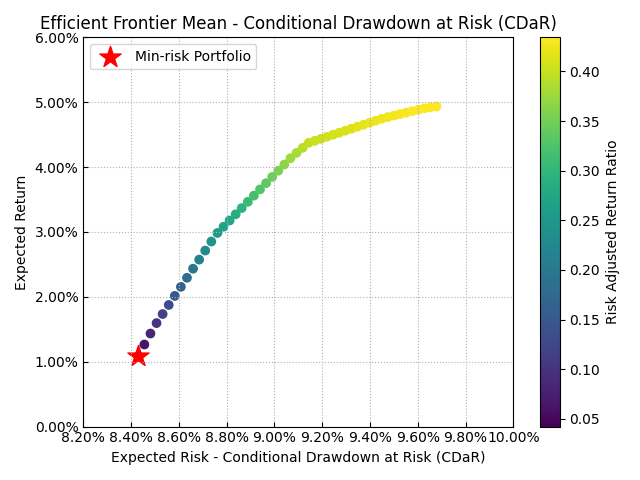 Efficient Frontier Mean - Conditional Drawdown at Risk (CDaR)
Min-risk Portfolio
6.00%
5.00%
4.00%
3.00%
2.00%
1.00%
0.00%
Expected Return
8.20% 8.40% 8.60% 8.80% 9.00% 9.20% 9.40% 9.60% 9.80% 10.00%
Expected Risk - Conditional Drawdown at Risk (CDaR)
0.40
0.35
0.30
0.25
0.20
0.15
0.10
0.05
Risk Adjusted Return Ratio